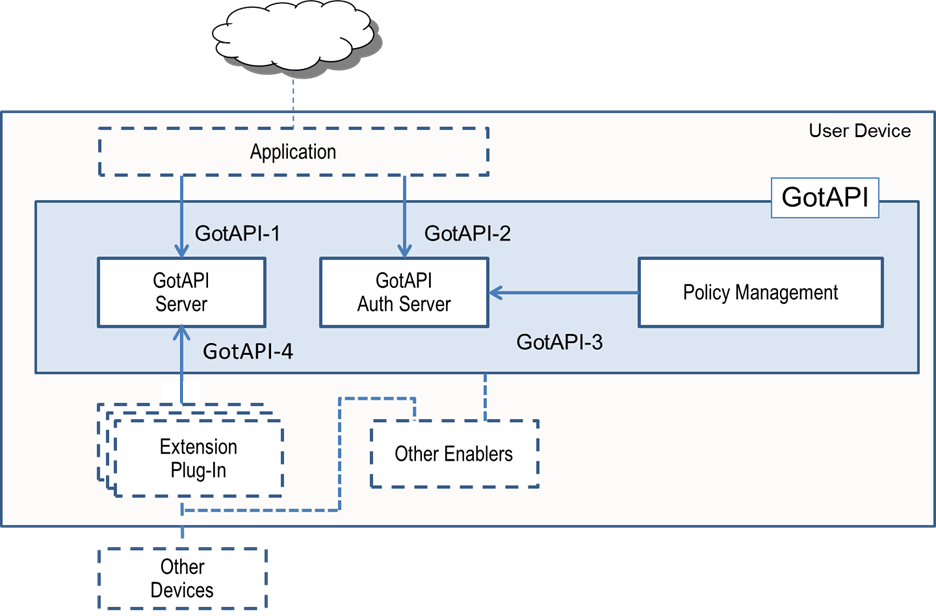 User Device
Application
GotAPI
GotAPI-1
GotAPI-2
GotAPI
Server
GotAPI
Auth Server
Policy Management
GotAPI-3
GotAPI-4
Extension
Plug-In
Other Enablers
Other
Devices